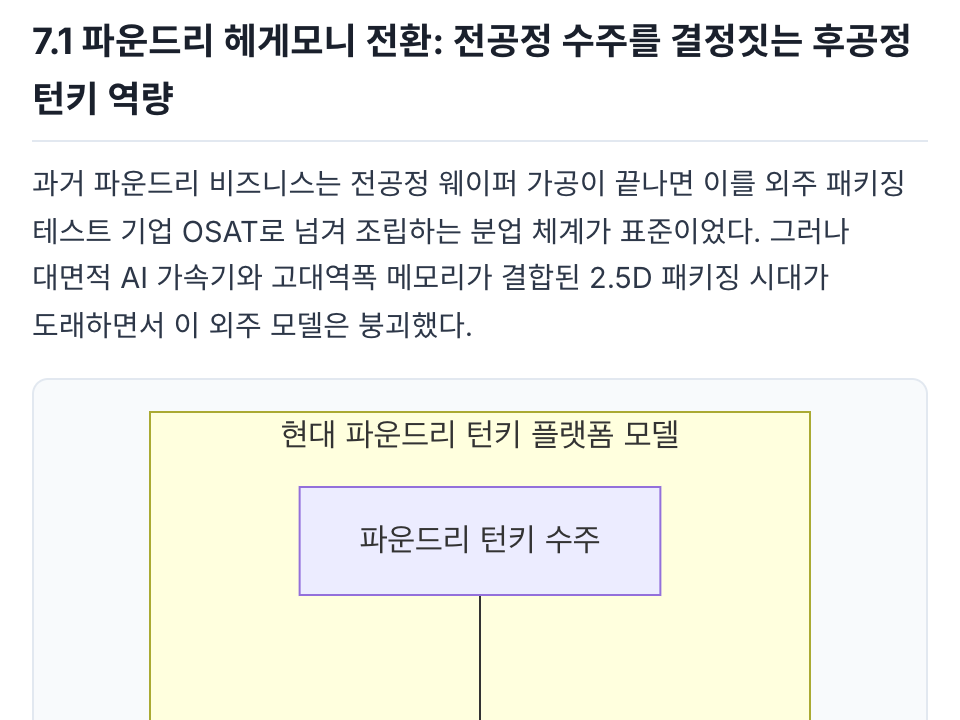 7.1 파운드리 헤게모니 전환: 전공정 수주를 결정짓는 후공정
턴키 역량
과거 파운드리 비즈니스는 전공정 웨이퍼 가공이 끝나면 이를 외주 패키징
테스트 기업 OSAT로 넘겨 조립하는 분업 체계가 표준이었다. 그러나
대면적 AI 가속기와 고대역폭 메모리가 결합된 2.5D 패키징 시대가
도래하면서 이 외주 모델은 붕괴했다.
현대 파운드리 턴키 플랫폼 모델
파운드리 턴키 수주